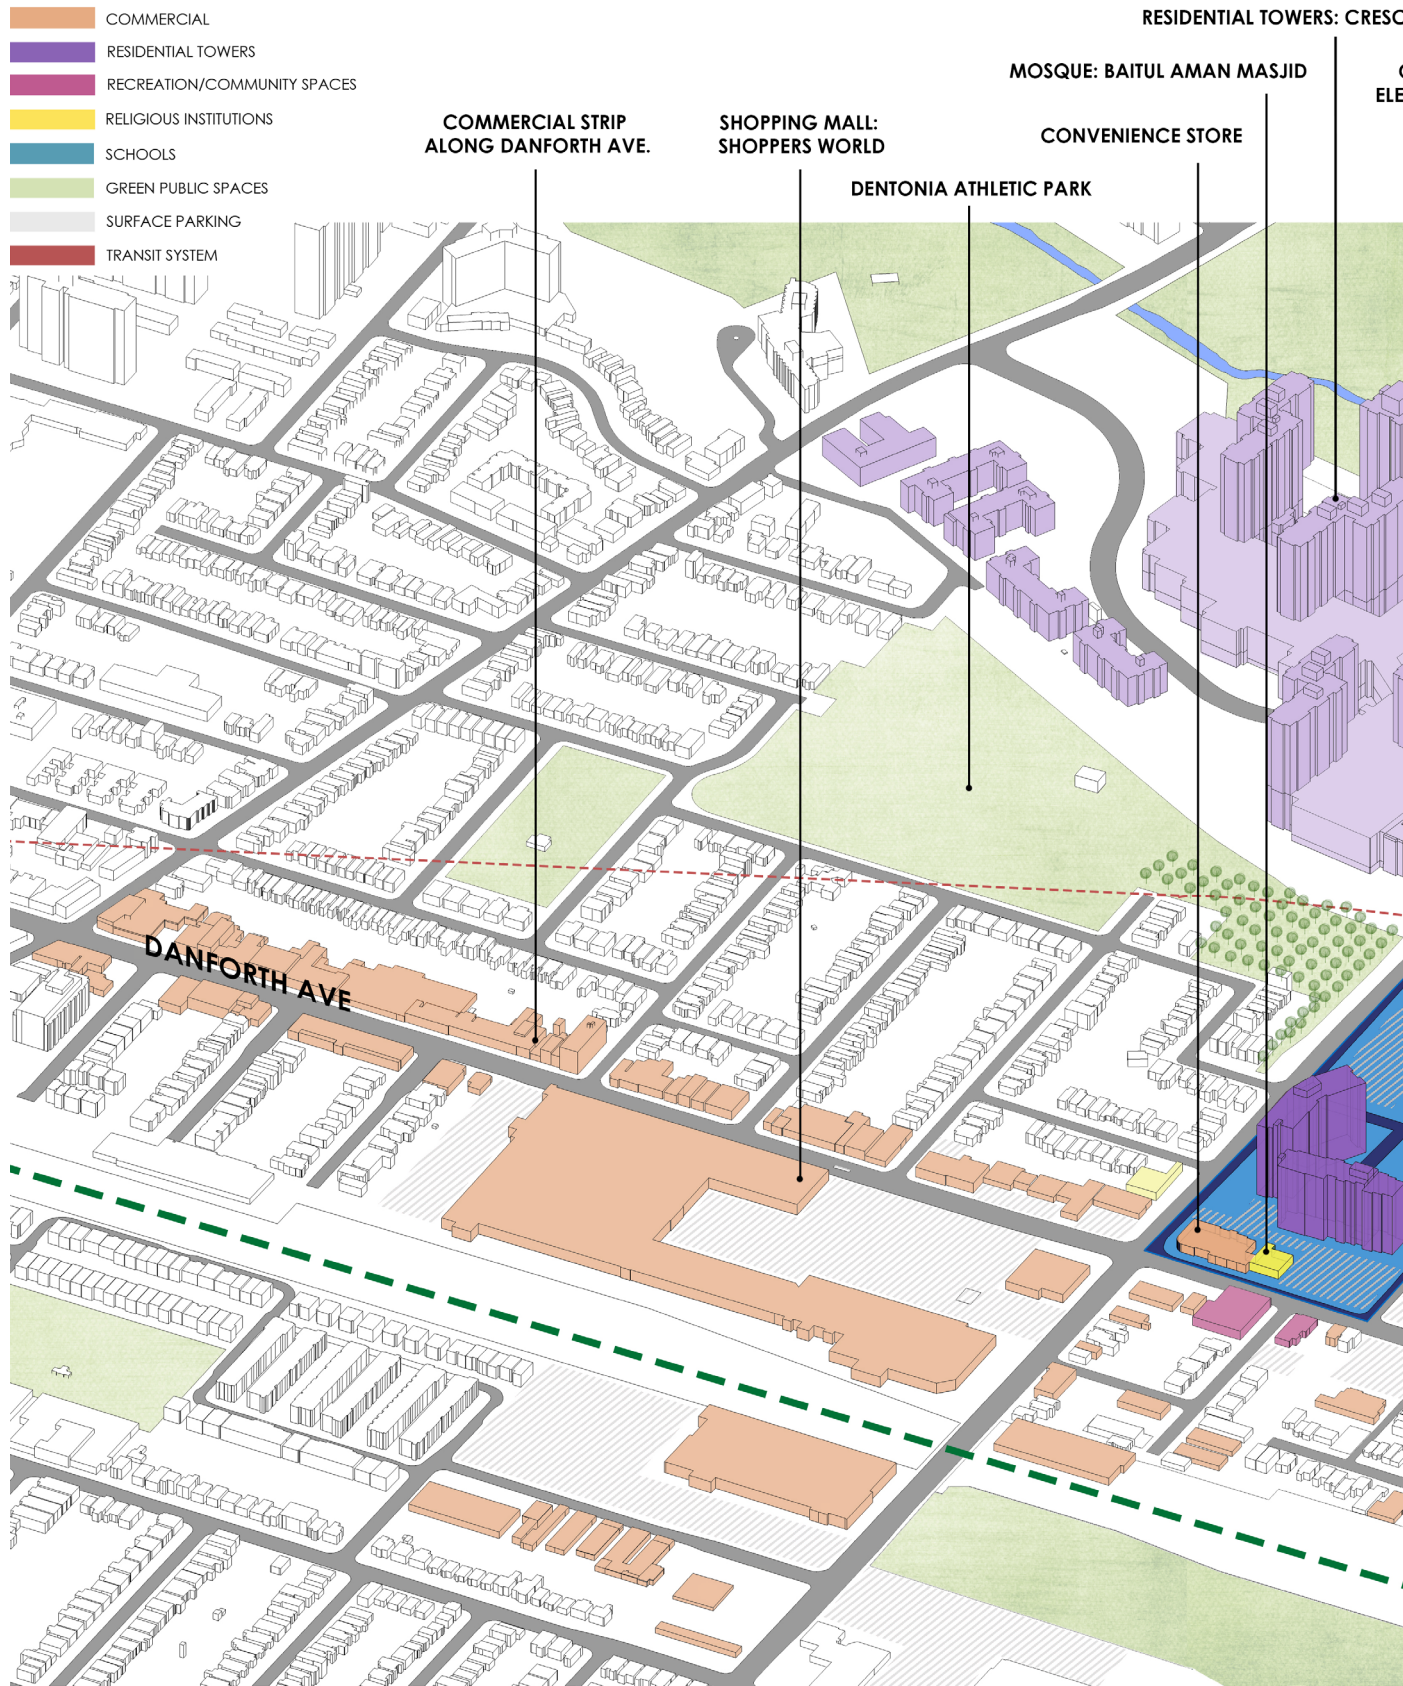 COMMERCIAL
RESIDENTIAL TOWERS
RECREATION/COMMUNITY SPACES
RELIGIOUS INSTITUTIONS
SCHOOLS
GREEN PUBLIC SPACES
SURFACE PARKING
TRANSIT SYSTEM
COMMERCIAL STRIP
ALONG DANFORTH AVE.
SHOPPING MALL:
SHOPPERS WORLD
DENTONIA ATHLETIC PARK
CONVENIENCE STORE
MOSQUE: BAITUL AMAN MASJID
RESIDENTIAL TOWERS: CRESC
ELE
DANFORTH AVE